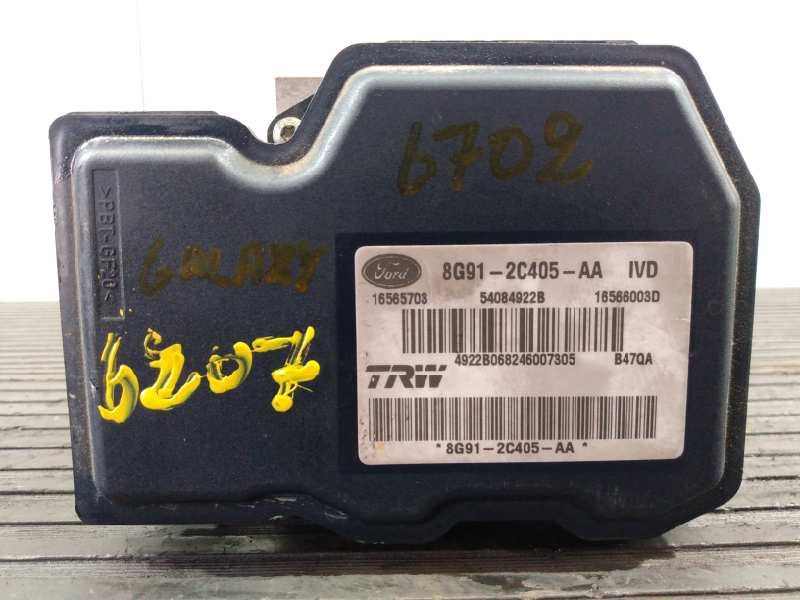 6702
>PBT-GF20<
GALAXY
6207
Ford 8G91-2C405-AA IVD
16565703 54084922B 16566003D
4922B068246007305 B47QA
TRW
*8G91-2C405-AA*